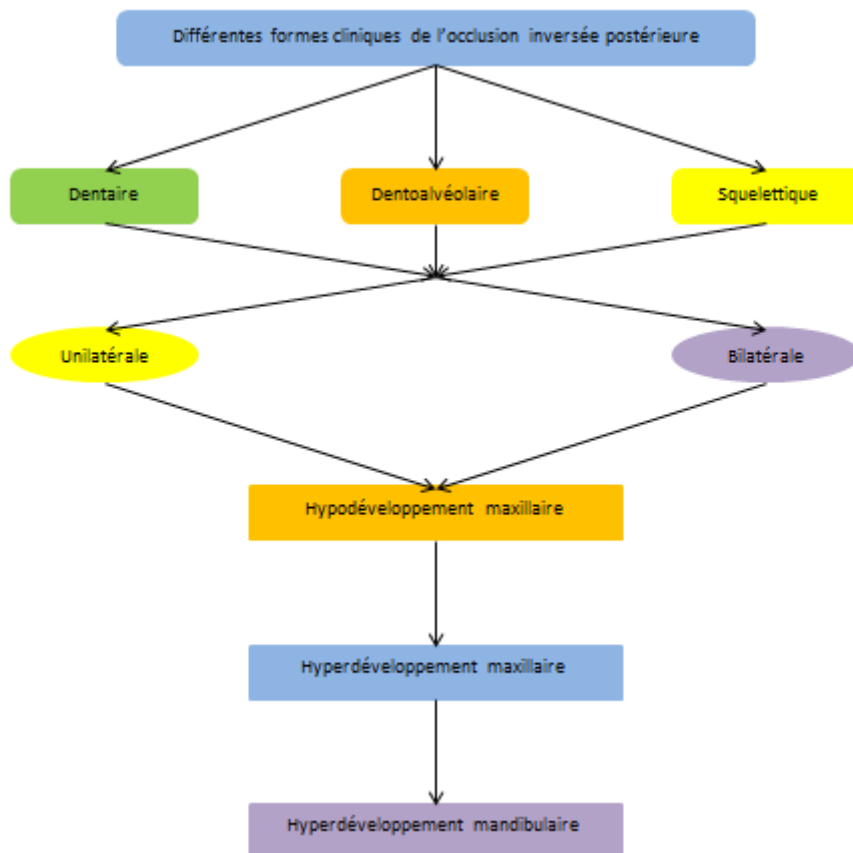 Différentes formes cliniques de l'occlusion inversée postérieure
Dentaire
Dentoalvéolaire
Squelettique
Unilatérale
Bilatérale
Hypodéveloppement maxillaire
Hyperdéveloppement maxillaire
Hyperdéveloppement mandibulaire